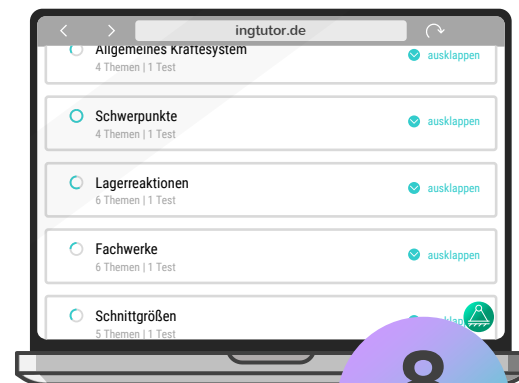 ingtutor.de
Allgemeines Kräftesystem
ausklappen
4 Themen | 1 Test
Schwerpunkte
ausklappen
4 Themen | 1 Test
Lagerreaktionen
ausklappen
6 Themen | 1 Test
Fachwerke
ausklappen
6 Themen | 1 Test
Schnittgrößen
5 Themen | 1 Test
8